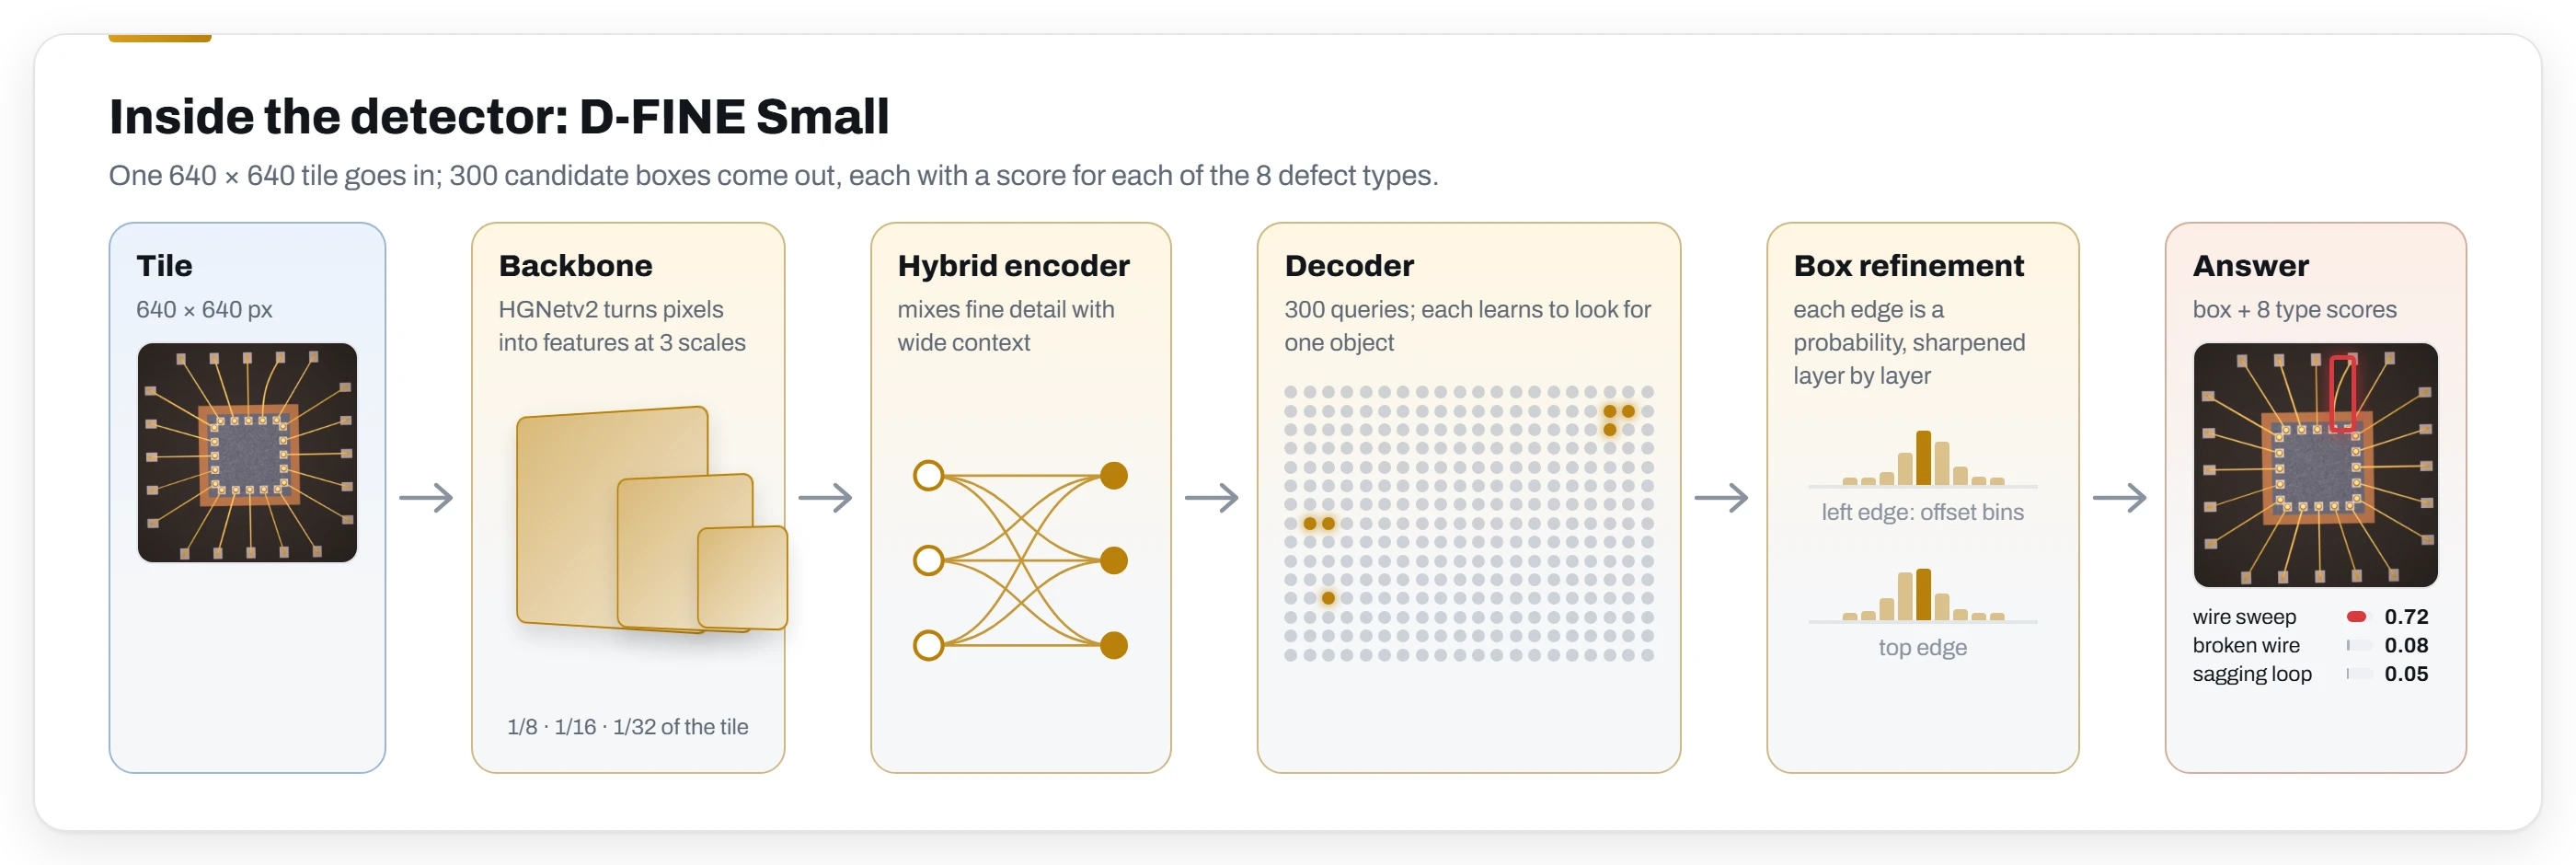 Inside the detector: D-FINE Small
One 640 × 640 tile goes in; 300 candidate boxes come out, each with a score for each of the 8 defect types.
Tile
640 × 640 px
Backbone
HGNetv2 turns pixels
into features at 3 scales
1/8 · 1/16 · 1/32 of the tile
Hybrid encoder
mixes fine detail with
wide context
Decoder
300 queries; each learns to look for
one object
Box refinement
each edge is a
probability, sharpened
layer by layer
left edge: offset bins
top edge
Answer
box + 8 type scores
wire sweep 0.72
broken wire 0.08
sagging loop 0.05